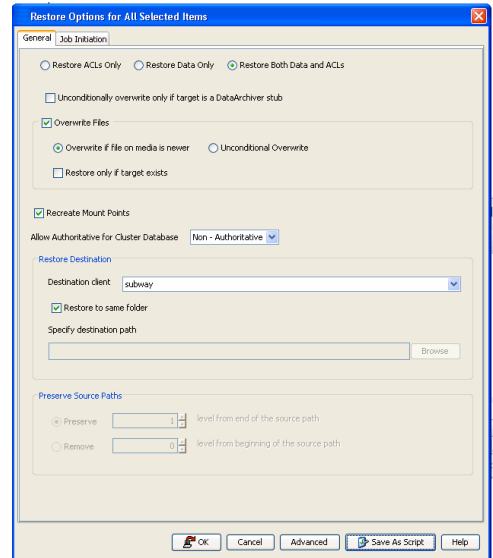 Restore Options for All Selected Items
General Job Initiation
Restore ACLs Only Restore Data Only Restore Both Data and ACLs
Unconditionally overwrite only if target is a DataArchiver stub
Overwrite Files
Overwrite if file on media is newer Unconditional Overwrite
Restore only if target exists
Recreate Mount Points
Allow Authoritative for Cluster Database Non - Authoritative
Restore Destination
Destination client subway
Restore to same folder
Specify destination path
Browse
Preserve Source Paths
Preserve 1 level from end of the source path
Remove 0 level from beginning of the source path
OK Cancel Advanced Save As Script Help